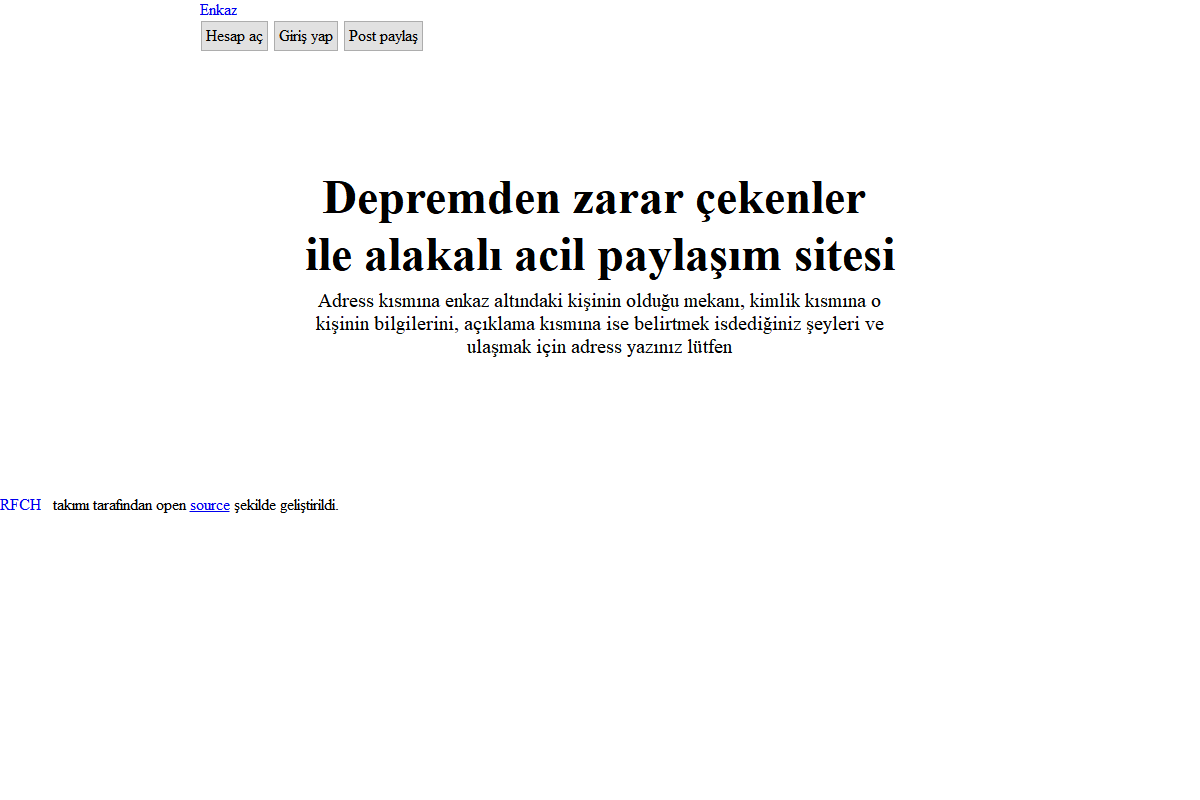 Enkaz
Hesap aç Giriş yap Post paylaş
Depremden zarar çekenler
ile alakalı acil paylaşım sitesi
Adress kısmına enkaz altındaki kişinin olduğu mekanı, kimlik kısmına o
kişinin bilgilerini, açıklama kısmına ise belirtmek isdediğiniz şeyleri ve
ulaşmak için adress yazınız lütfen
RFCH takımı tarafından open source şekilde geliştirildi.